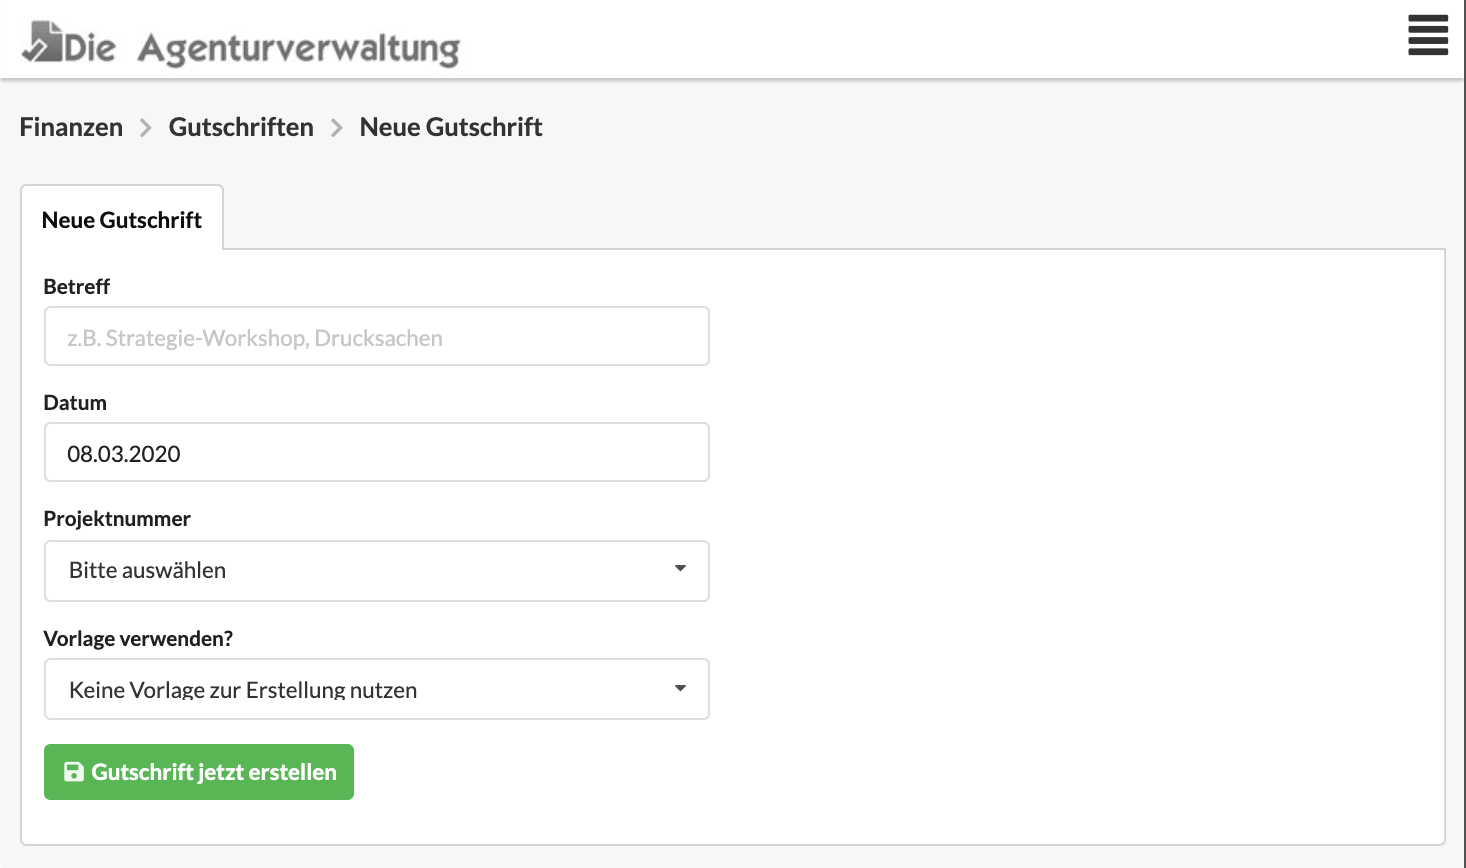 Die Agenturverwaltung
Finanzen > Gutschriften > Neue Gutschrift
Neue Gutschrift
Betreff
z.B. Strategie-Workshop, Drucksachen
Datum
08.03.2020
Projektnummer
Bitte auswählen
Vorlage verwenden?
Keine Vorlage zur Erstellung nutzen
Gutschrift jetzt erstellen